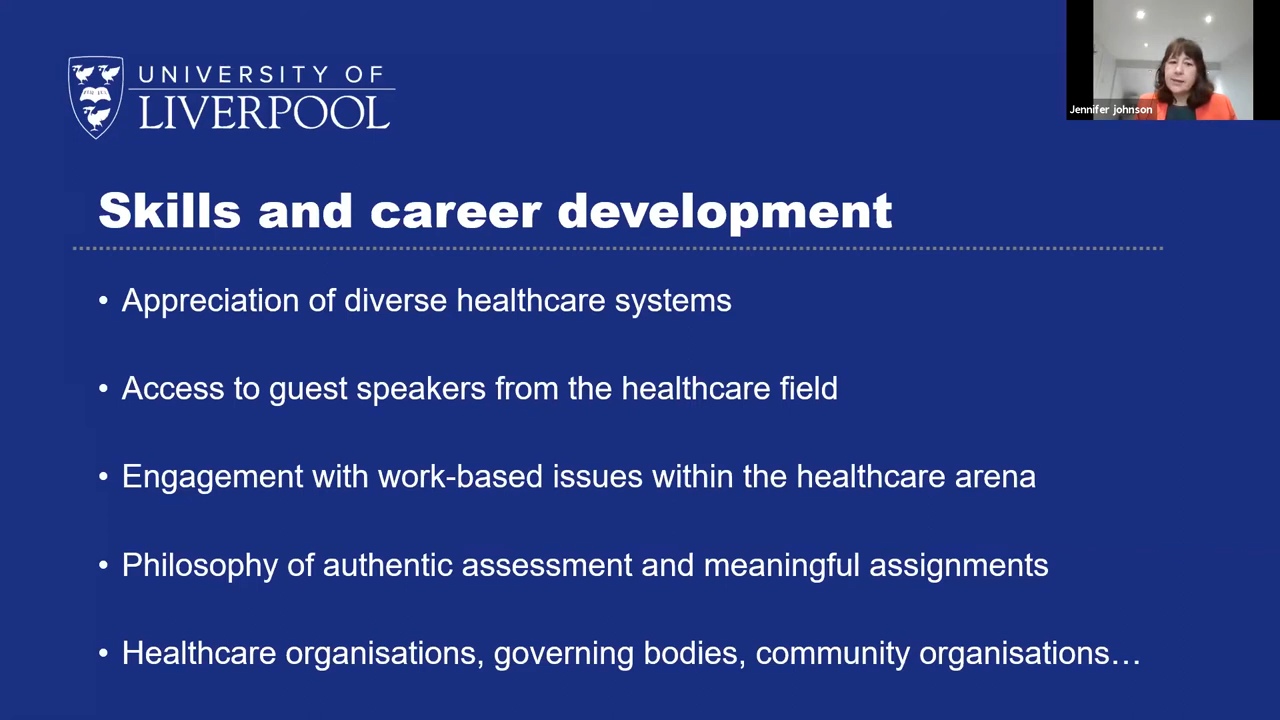 UNIVERSITY OF
LIVERPOOL
Jennifer johnson
Skills and career development
• Appreciation of diverse healthcare systems
• Access to guest speakers from the healthcare field
• Engagement with work-based issues within the healthcare arena
• Philosophy of authentic assessment and meaningful assignments
• Healthcare organisations, governing bodies, community organisations…